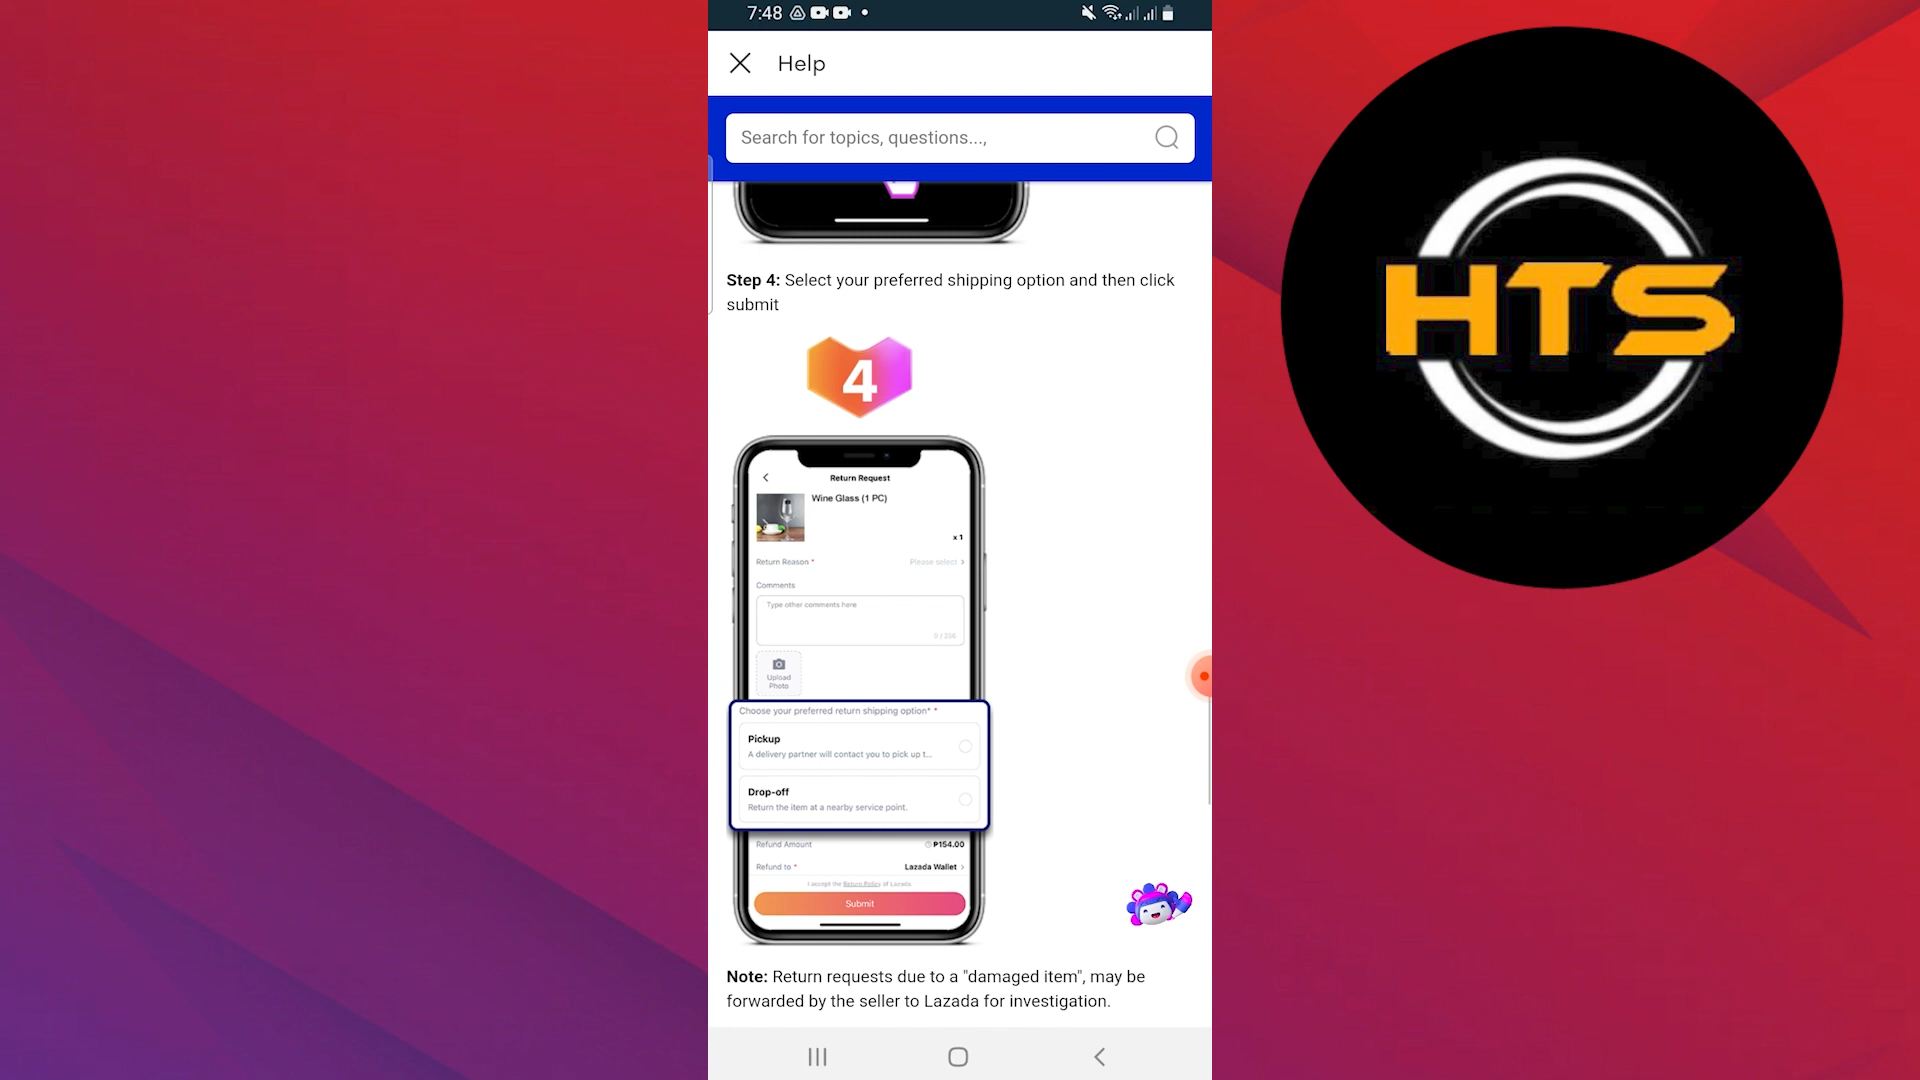 7:48
Help
Search for topics, questions...,
Step 4: Select your preferred shipping option and then click
submit
4
Return Request
Wine Glass (1 PC)
x 1
Return Reason *
Please select >
Comments
Type other comments here
0 / 256
Upload
Photo
Choose your preferred return shipping option* *
Pickup
A delivery partner will contact you to pick up t...
Drop-off
Return the item at a nearby service point.
Refund Amount
₱154.00
Refund to *
Lazada Wallet >
I accept the Return Policy of Lazada.
Submit
Note: Return requests due to a "damaged item", may be
forwarded by the seller to Lazada for investigation.
HTS